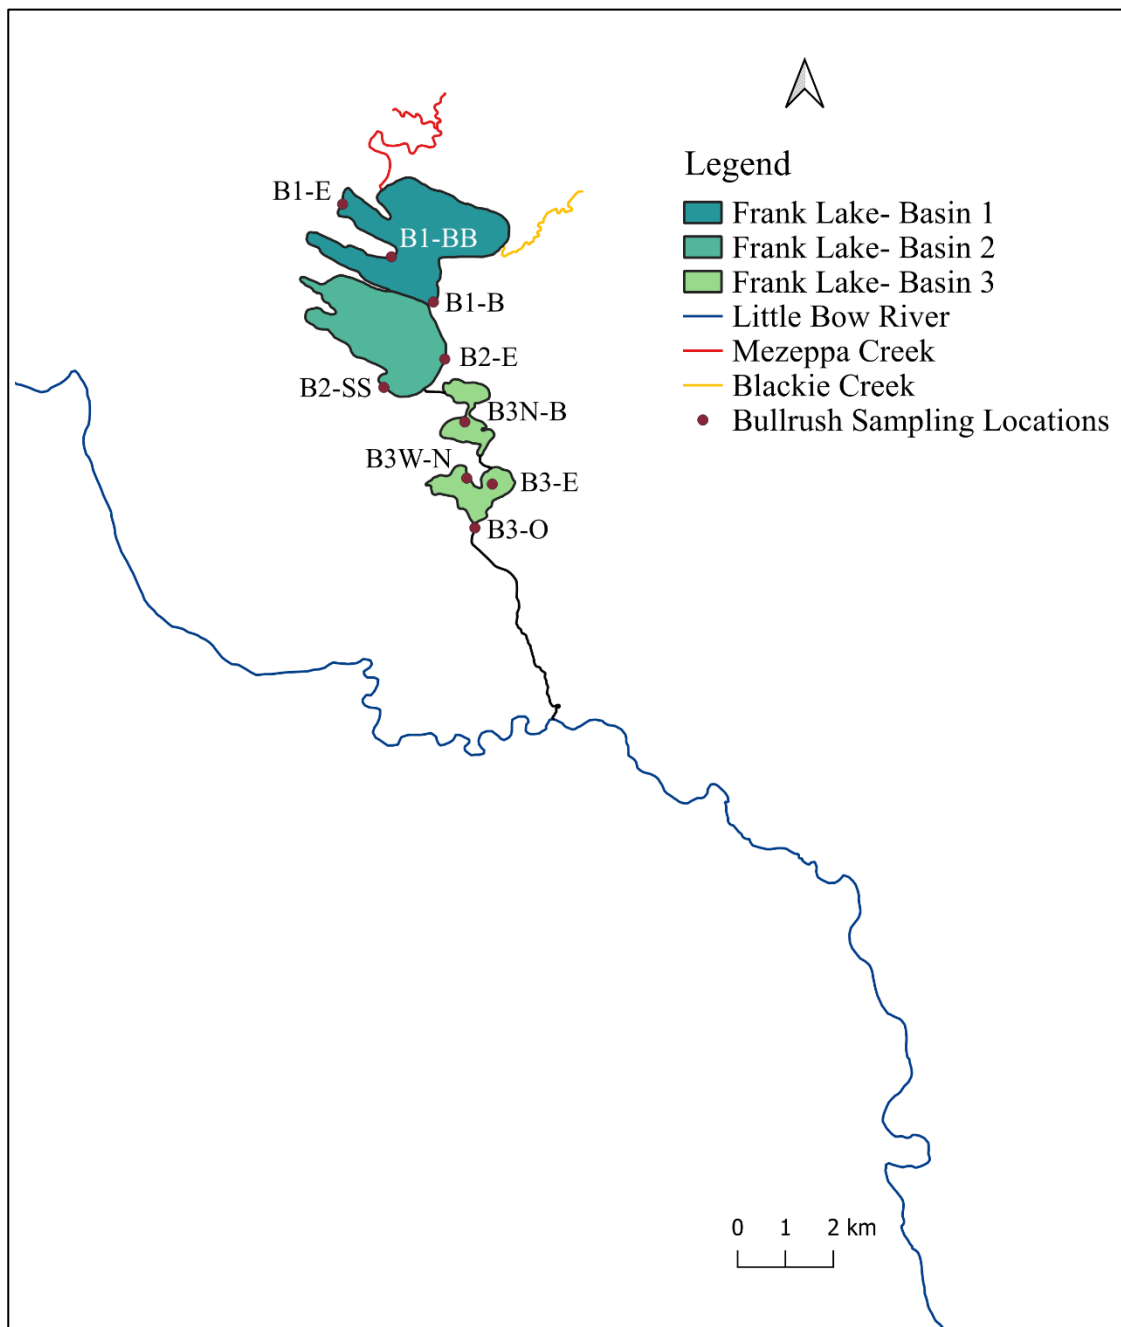 Legend
Frank Lake- Basin 1
Frank Lake- Basin 2
Frank Lake- Basin 3
Little Bow River
Mezeppa Creek
Blackie Creek
Bullrush Sampling Locations
B1-E
B1-BB
B1-B
B2-E
B2-SS
B3N-B
B3W-N
B3-E
B3-O
0 1 2 km